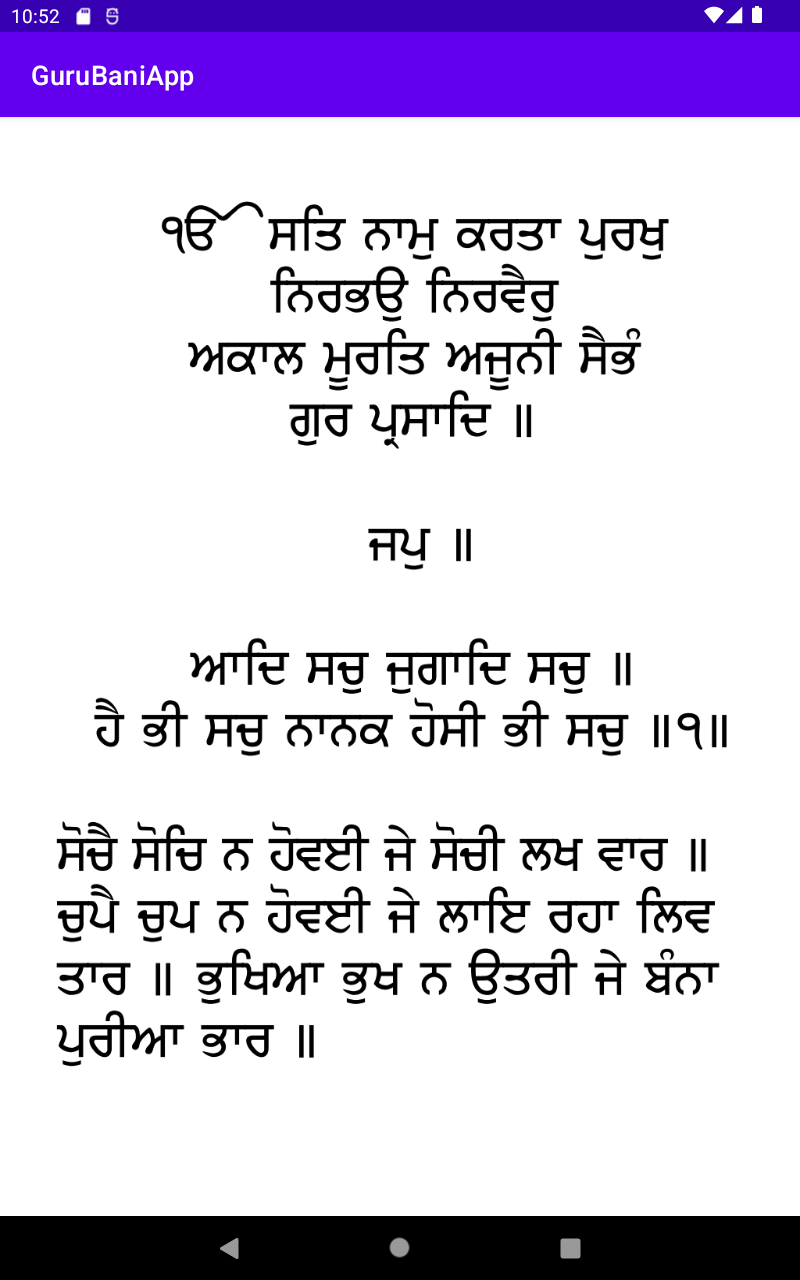 10:52
GuruBaniApp
ੴ ਸਤਿ ਨਾਮੁ ਕਰਤਾ ਪੁਰਖੁ
ਨਿਰਭਉ ਨਿਰਵੈਰੁ
ਅਕਾਲ ਮੂਰਤਿ ਅਜੂਨੀ ਸੈਭੰ
ਗੁਰ ਪ੍ਰਸਾਦਿ ॥
ਜਪੁ ॥
ਆਦਿ ਸਚੁ ਜੁਗਾਦਿ ਸਚੁ ॥
ਹੈ ਭੀ ਸਚੁ ਨਾਨਕ ਹੋਸੀ ਭੀ ਸਚੁ ॥੧॥
ਸੋਚੈ ਸੋਚਿ ਨ ਹੋਵਈ ਜੇ ਸੋਚੀ ਲਖ ਵਾਰ ॥
ਚੁਪੈ ਚੁਪ ਨ ਹੋਵਈ ਜੇ ਲਾਇ ਰਹਾ ਲਿਵ
ਤਾਰ ॥ ਭੁਖਿਆ ਭੁਖ ਨ ਉਤਰੀ ਜੇ ਬੰਨਾ
ਪੁਰੀਆ ਭਾਰ ॥